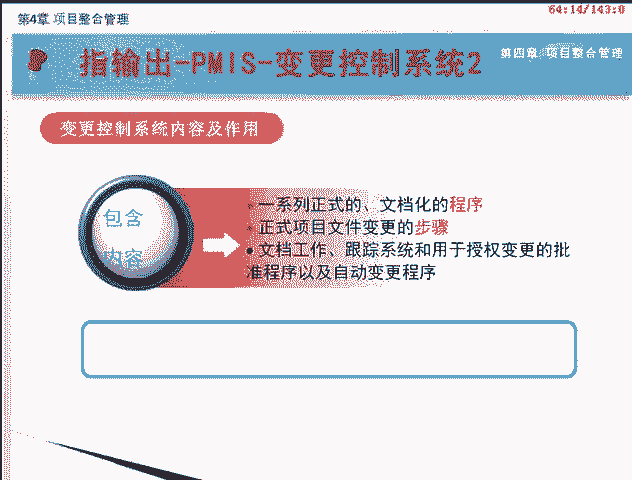 第4章 项目整合管理
64:14/143:0
指输出-PMIS-变更控制系统2
第四章 项目整合管理
变更控制系统内容及作用
包含
内容
一系列正式的、文档化的程序
正式项目文件变更的步骤
• 文档工作、跟踪系统和用于授权变更的批
准程序以及自动变更程序